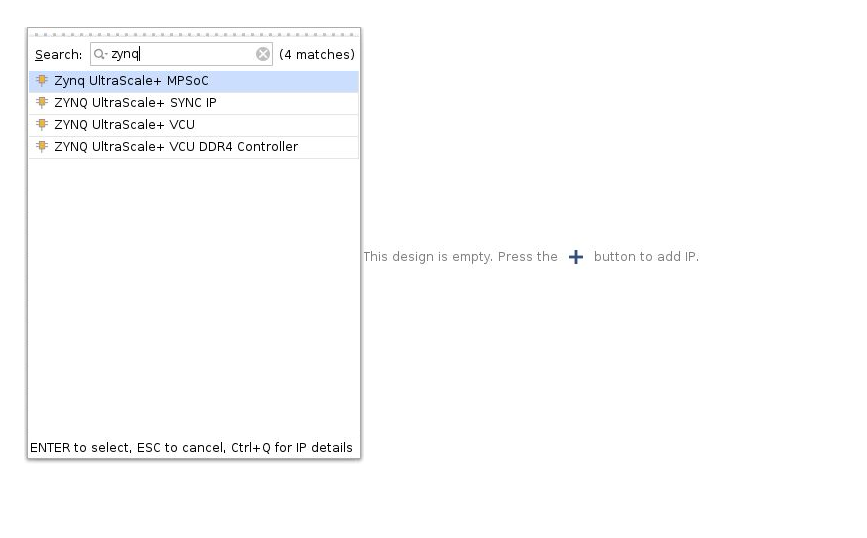 Search: zynq (4 matches)
Zynq UltraScale+ MPSoC
ZYNQ UltraScale+ SYNC IP
ZYNQ UltraScale+ VCU
ZYNQ UltraScale+ VCU DDR4 Controller
This design is empty. Press the + button to add IP.
ENTER to select, ESC to cancel, Ctrl+Q for IP details